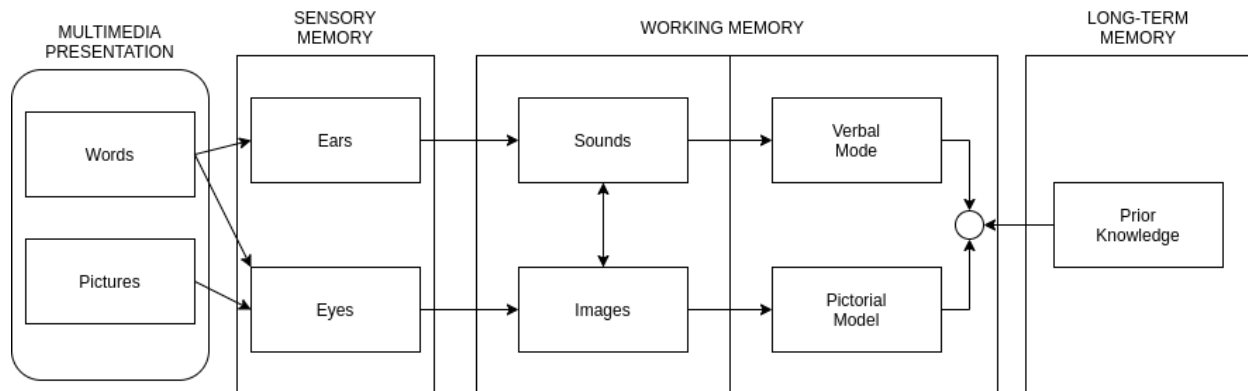 MULTIMEDIA
PRESENTATION
SENSORY
MEMORY
WORKING MEMORY
LONG-TERM
MEMORY
Words
Ears
Sounds
Verbal
Mode
Prior
Knowledge
Pictures
Eyes
Images
Pictorial
Model